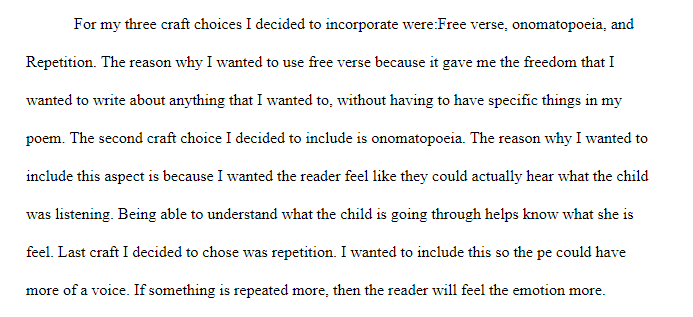 For my three craft choices I decided to incorporate were:Free verse, onomatopoeia, and
Repetition. The reason why I wanted to use free verse because it gave me the freedom that I
wanted to write about anything that I wanted to, without having to have specific things in my
poem. The second craft choice I decided to include is onomatopoeia. The reason why I wanted to
include this aspect is because I wanted the reader feel like they could actually hear what the child
was listening. Being able to understand what the child is going through helps know what she is
feel. Last craft I decided to chose was repetition. I wanted to include this so the pe could have
more of a voice. If something is repeated more, then the reader will feel the emotion more.